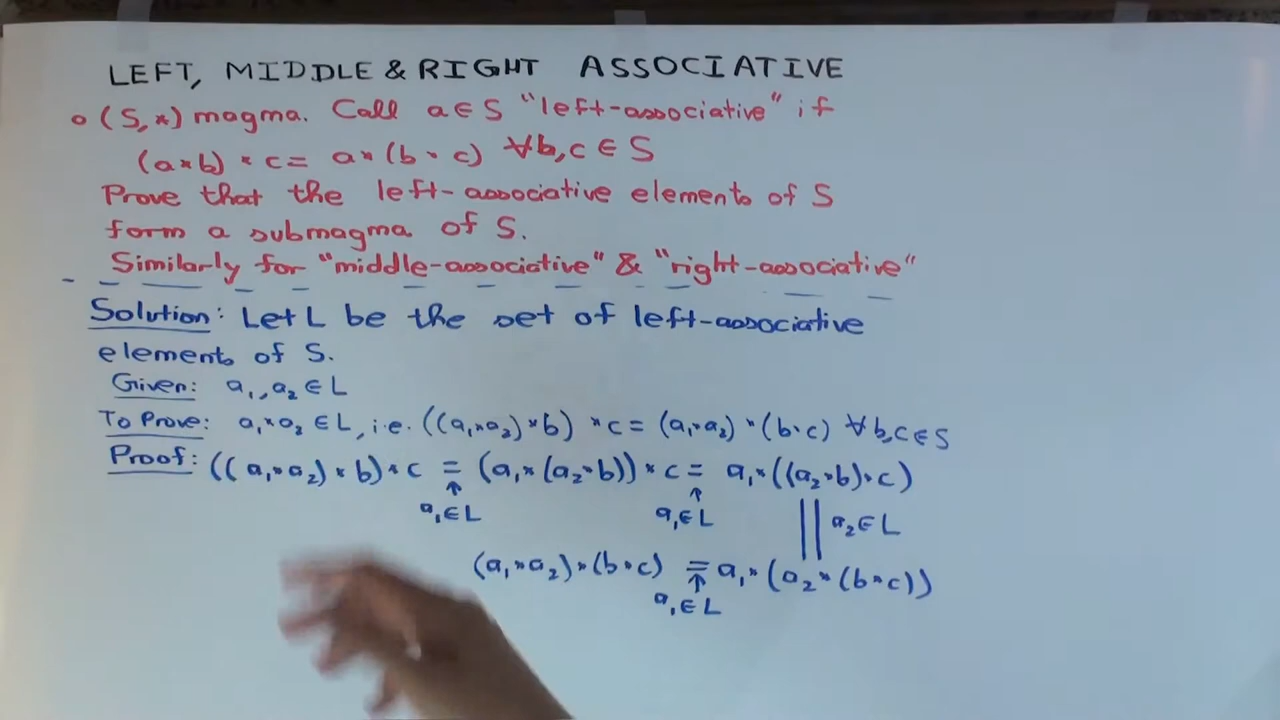 LEFT, MIDDLE & RIGHT ASSOCIATIVE
o (S,*) magma. Call a∈S "left-associative" if
(a*b)*c = a*(b*c) ∀b,c∈S
Prove that the left-associative elements of S
form a submagma of S.
Similarly for "middle-associative" & "right-associative"
Solution: Let L be the set of left-associative
elements of S.
Given: a₁,a₂∈L
To Prove: a₁*a₂∈L, i.e. ((a₁*a₂)*b)*c = (a₁*a₂)*(b*c) ∀b,c∈S
Proof: ((a₁*a₂)*b)*c = (a₁*(a₂*b))*c = a₁*((a₂*b)*c)
↑ ↑
a₁∈L a₁∈L || a₂∈L
(a₁*a₂)*(b*c) = a₁*(a₂*(b*c))
↑
a₁∈L